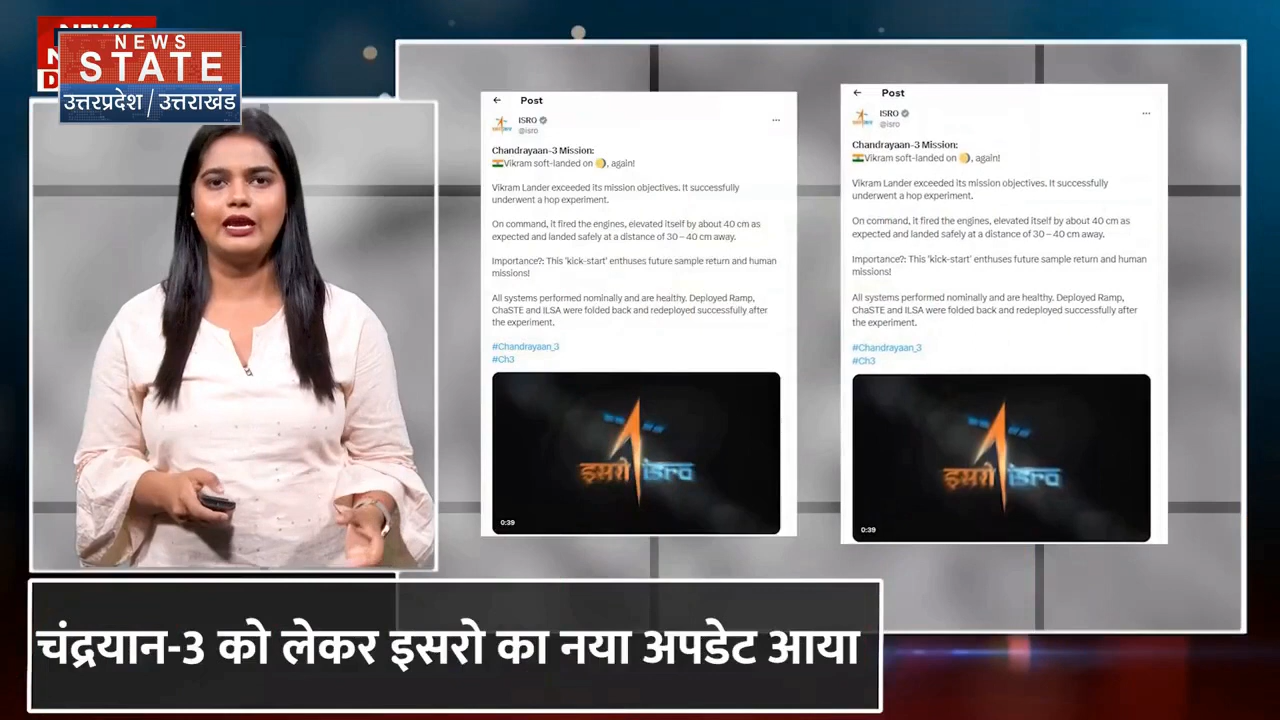 NEWS
NEWS
STATE
उत्तरप्रदेश / उत्तराखंड
Post
ISRO
@isro
Chandrayaan-3 Mission:
🇮🇳Vikram soft-landed on 🌖, again!
Vikram Lander exceeded its mission objectives. It successfully
underwent a hop experiment.
On command, it fired the engines, elevated itself by about 40 cm as
expected and landed safely at a distance of 30 – 40 cm away.
Importance?: This 'kick-start' enthuses future sample return and human
missions!
All systems performed nominally and are healthy. Deployed Ramp,
ChaSTE and ILSA were folded back and redeployed successfully after
the experiment.
#Chandrayaan_3
#Ch3
इसरो isro
0:39
Post
ISRO
@isro
Chandrayaan-3 Mission:
🇮🇳Vikram soft-landed on 🌖, again!
Vikram Lander exceeded its mission objectives. It successfully
underwent a hop experiment.
On command, it fired the engines, elevated itself by about 40 cm as
expected and landed safely at a distance of 30 – 40 cm away.
Importance?: This 'kick-start' enthuses future sample return and human
missions!
All systems performed nominally and are healthy. Deployed Ramp,
ChaSTE and ILSA were folded back and redeployed successfully after
the experiment.
#Chandrayaan_3
#Ch3
इसरो isro
0:39
चंद्रयान-3 को लेकर इसरो का नया अपडेट आया